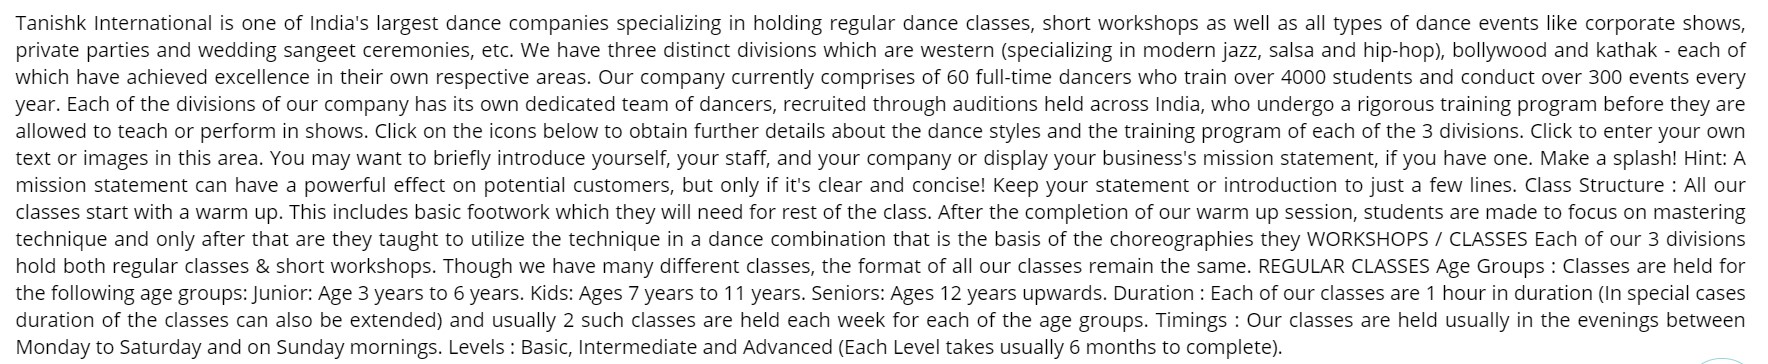 Tanishk International is one of India's largest dance companies specializing in holding regular dance classes, short workshops as well as all types of dance events like corporate shows,
private parties and wedding sangeet ceremonies, etc. We have three distinct divisions which are western (specializing in modern jazz, salsa and hip-hop), bollywood and kathak - each of
which have achieved excellence in their own respective areas. Our company currently comprises of 60 full-time dancers who train over 4000 students and conduct over 300 events every
year. Each of the divisions of our company has its own dedicated team of dancers, recruited through auditions held across India, who undergo a rigorous training program before they are
allowed to teach or perform in shows. Click on the icons below to obtain further details about the dance styles and the training program of each of the 3 divisions. Click to enter your own
text or images in this area. You may want to briefly introduce yourself, your staff, and your company or display your business's mission statement, if you have one. Make a splash! Hint: A
mission statement can have a powerful effect on potential customers, but only if it's clear and concise! Keep your statement or introduction to just a few lines. Class Structure : All our
classes start with a warm up. This includes basic footwork which they will need for rest of the class. After the completion of our warm up session, students are made to focus on mastering
technique and only after that are they taught to utilize the technique in a dance combination that is the basis of the choreographies they WORKSHOPS / CLASSES Each of our 3 divisions
hold both regular classes & short workshops. Though we have many different classes, the format of all our classes remain the same. REGULAR CLASSES Age Groups : Classes are held for
the following age groups: Junior: Age 3 years to 6 years. Kids: Ages 7 years to 11 years. Seniors: Ages 12 years upwards. Duration : Each of our classes are 1 hour in duration (In special cases
duration of the classes can also be extended) and usually 2 such classes are held each week for each of the age groups. Timings : Our classes are held usually in the evenings between
Monday to Saturday and on Sunday mornings. Levels : Basic, Intermediate and Advanced (Each Level takes usually 6 months to complete).